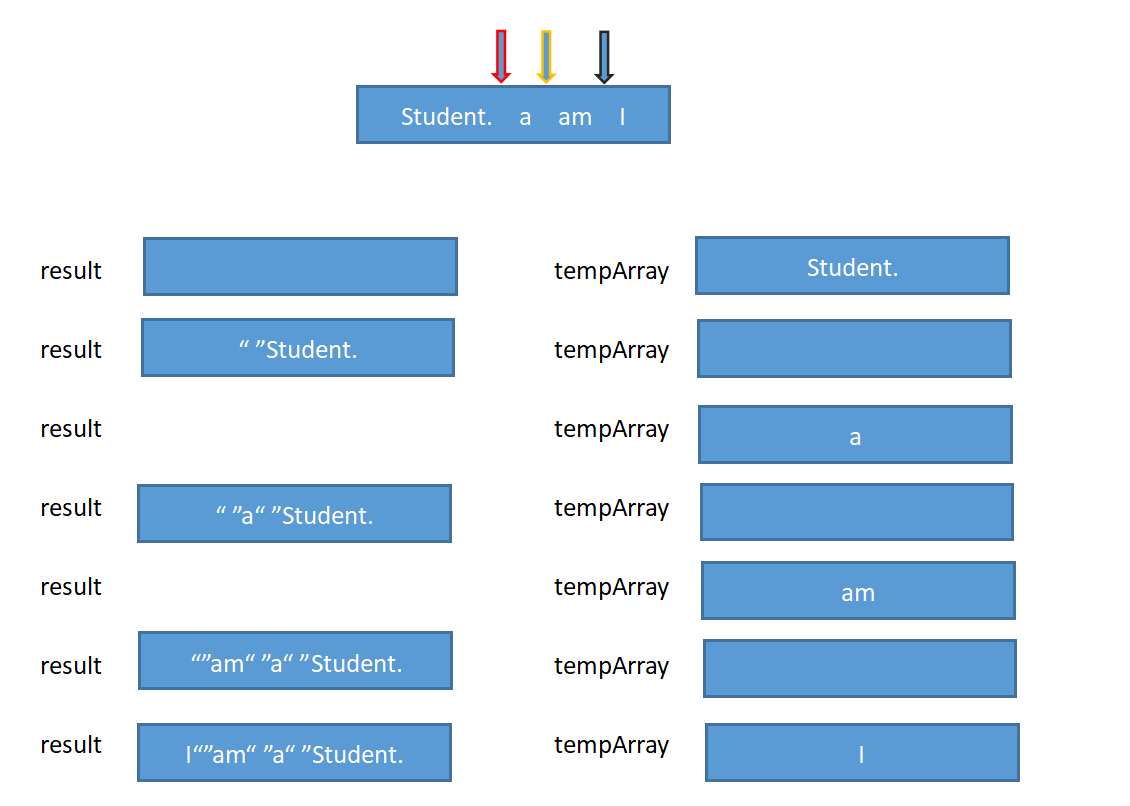 Student. a am I
result tempArray Student.
result “ ”Student. tempArray
result tempArray a
result “ ”a“ ”Student. tempArray
result tempArray am
result “”am“ ”a“ ”Student. tempArray
result I“”am“ ”a“ ”Student. tempArray I